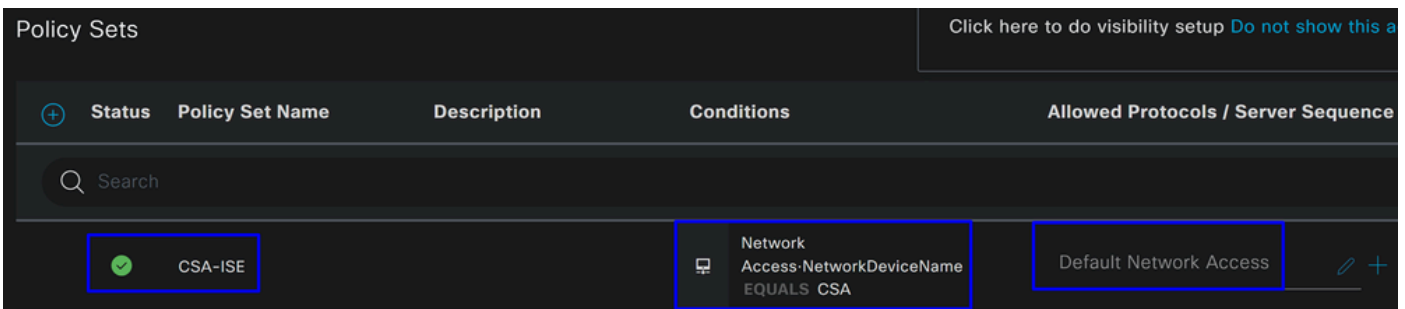 Policy Sets
Click here to do visibility setup Do not show this a
Status Policy Set Name Description Conditions Allowed Protocols / Server Sequence
Search
CSA-ISE
Network
Access·NetworkDeviceName
EQUALS CSA
Default Network Access